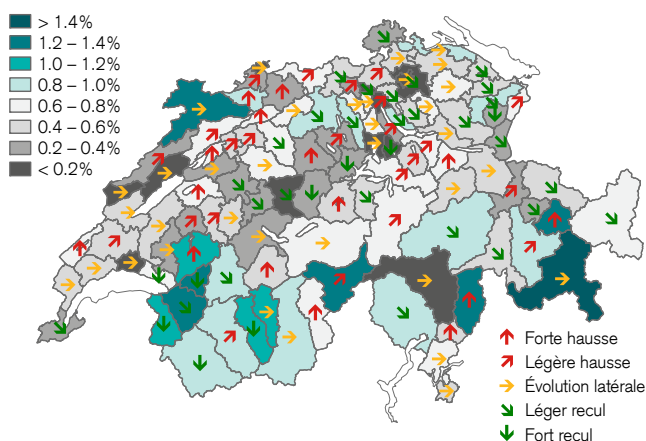 > 1.4%
1.2 – 1.4%
1.0 – 1.2%
0.8 – 1.0%
0.6 – 0.8%
0.4 – 0.6%
0.2 – 0.4%
< 0.2%
Forte hausse
Légère hausse
Évolution latérale
Léger recul
Fort recul